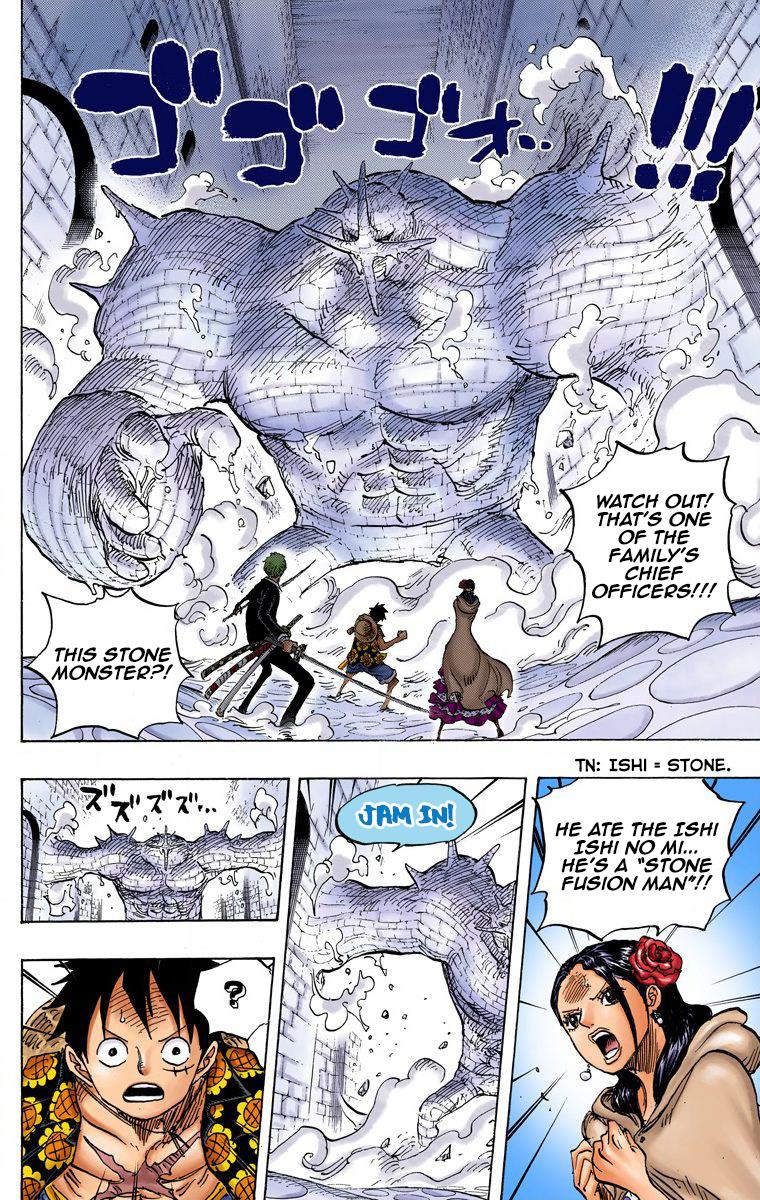 ゴゴゴオ‥!!!
WATCH OUT!
THAT'S ONE
OF THE
FAMILY'S
CHIEF
OFFICERS!!!
THIS STONE
MONSTER?!
TN: ISHI = STONE.
HE ATE THE ISHI
ISHI NO MI...
HE'S A "STONE
FUSION MAN"!!
JAM IN!
ズズズズ…
?